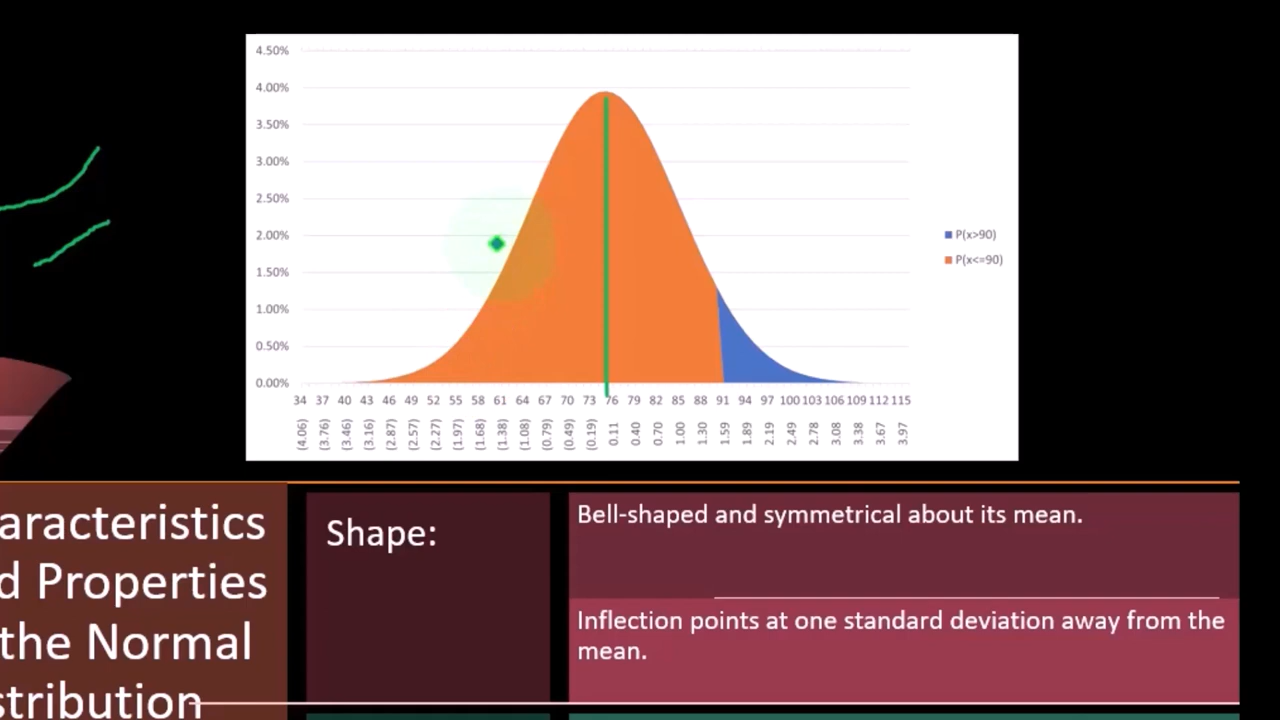 4.50%
4.00%
3.50%
3.00%
2.50%
2.00%
1.50%
1.00%
0.50%
0.00%
34 37 40 43 46 49 52 55 58 61 64 67 70 73 76 79 82 85 88 91 94 97 100 103 106 109 112 115
(4.06) (3.76) (3.46) (3.16) (2.87) (2.57) (2.27) (1.97) (1.68) (1.38) (1.08) (0.79) (0.49) (0.19) 0.11 0.40 0.70 1.00 1.30 1.59 1.89 2.19 2.49 2.78 3.08 3.38 3.67 3.97
P(x>90)
P(x<=90)
aracteristics
d Properties
the Normal
stribution
Shape:
Bell-shaped and symmetrical about its mean.
Inflection points at one standard deviation away from the
mean.